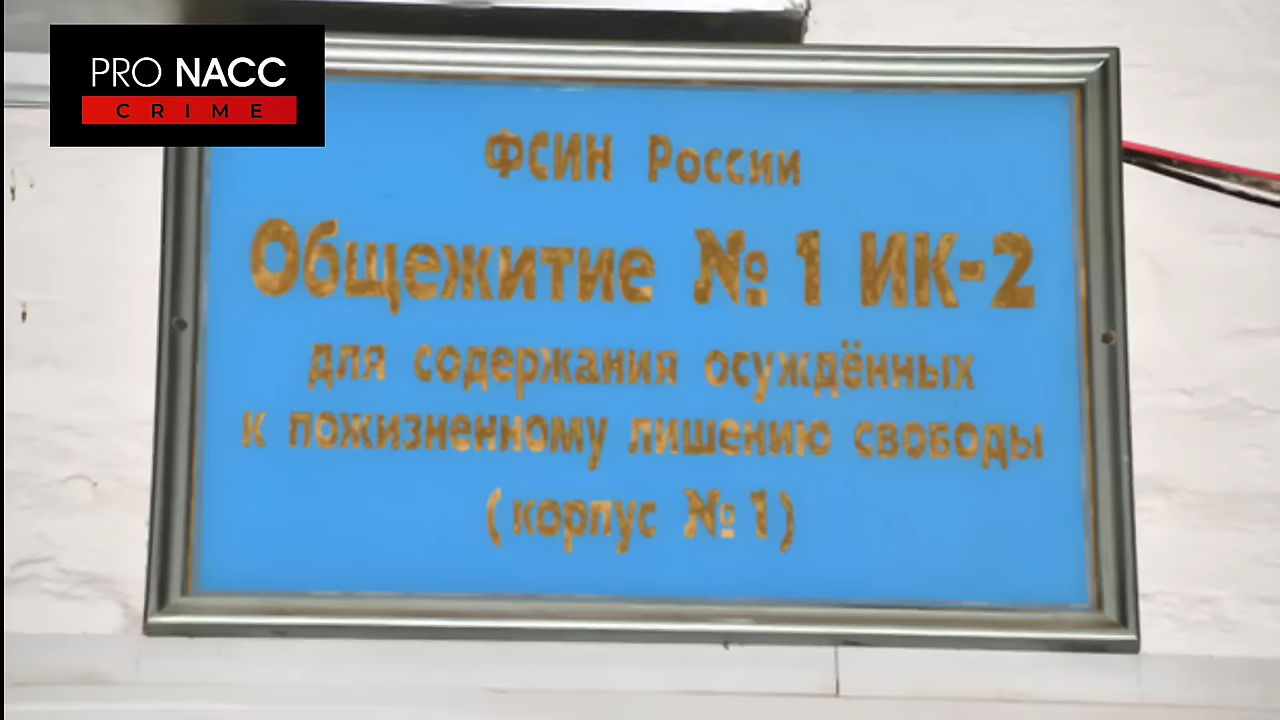 PRO NACC
CRIME
ФСИН России
Общежитие № 1 ИК-2
для содержания осуждённых
к пожизненному лишению свободы
(корпус № 1)